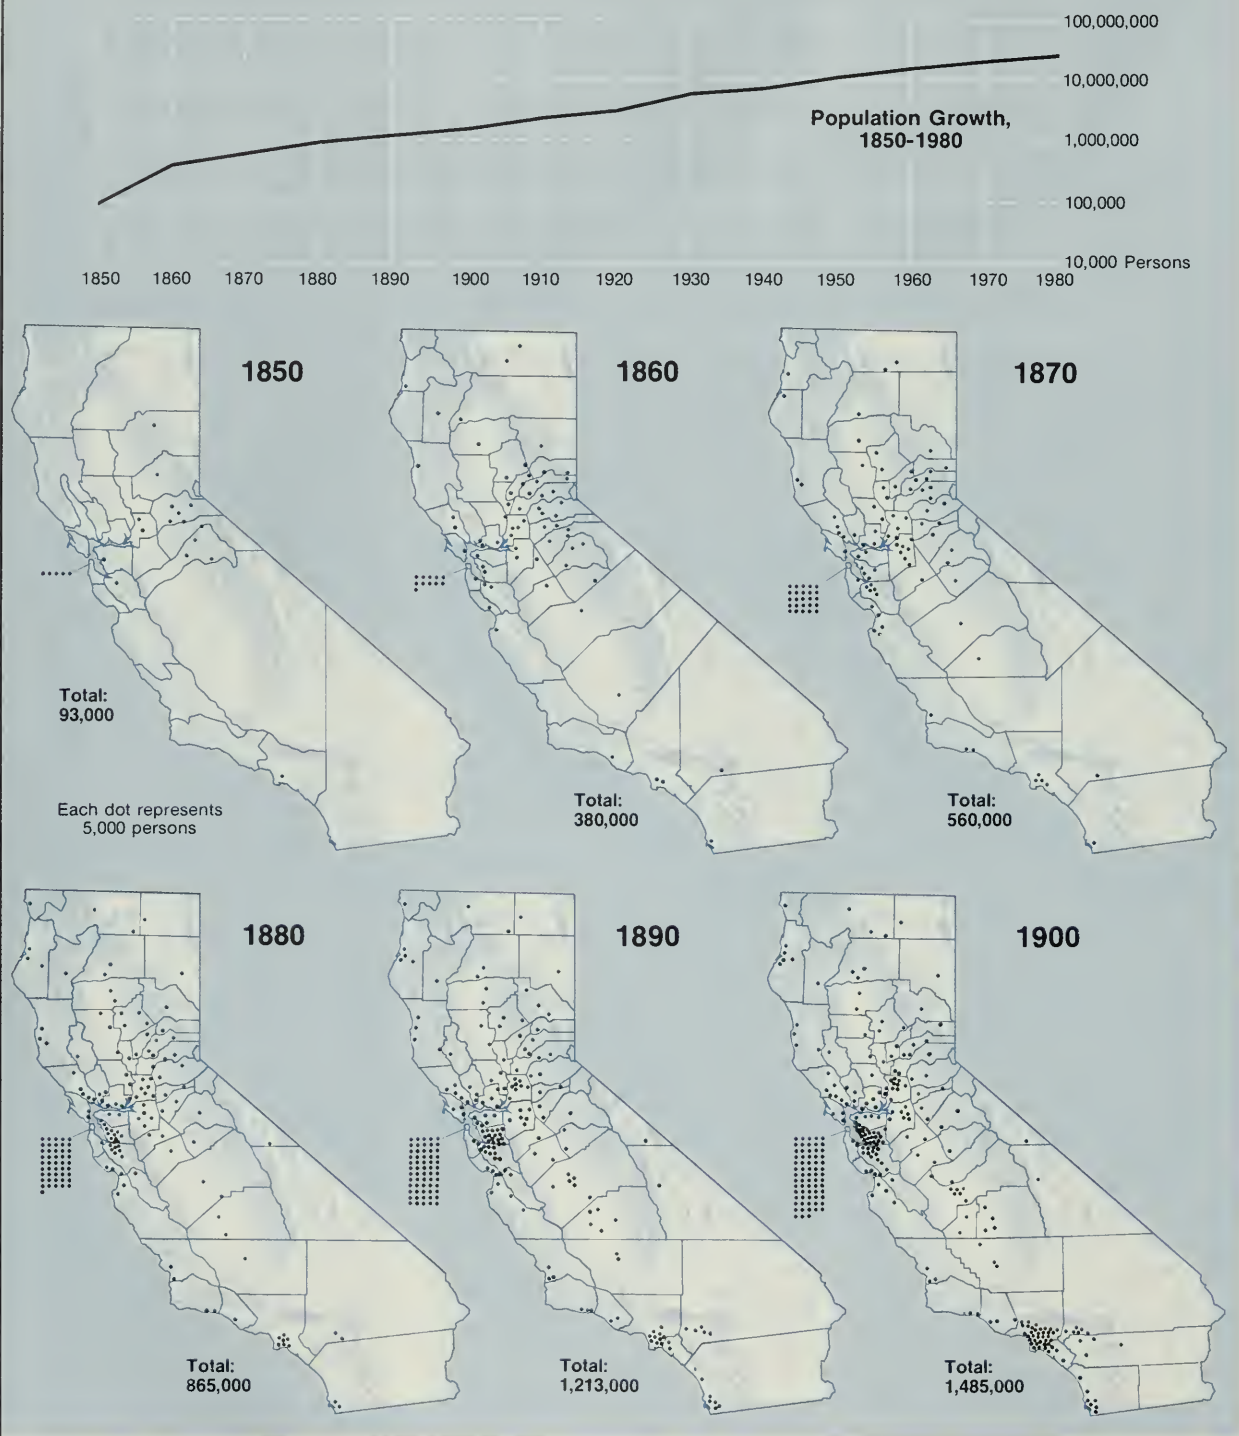 100,000,000
10,000,000
Population Growth,
1850-1980
1,000,000
100,000
10,000 Persons
1850 1860 1870 1880 1890 1900 1910 1920 1930 1940 1950 1960 1970 1980
1850
1860
1870
Total:
93,000
Each dot represents
5,000 persons
Total:
380,000
Total:
560,000
1880
1890
1900
Total:
865,000
Total:
1,213,000
Total:
1,485,000